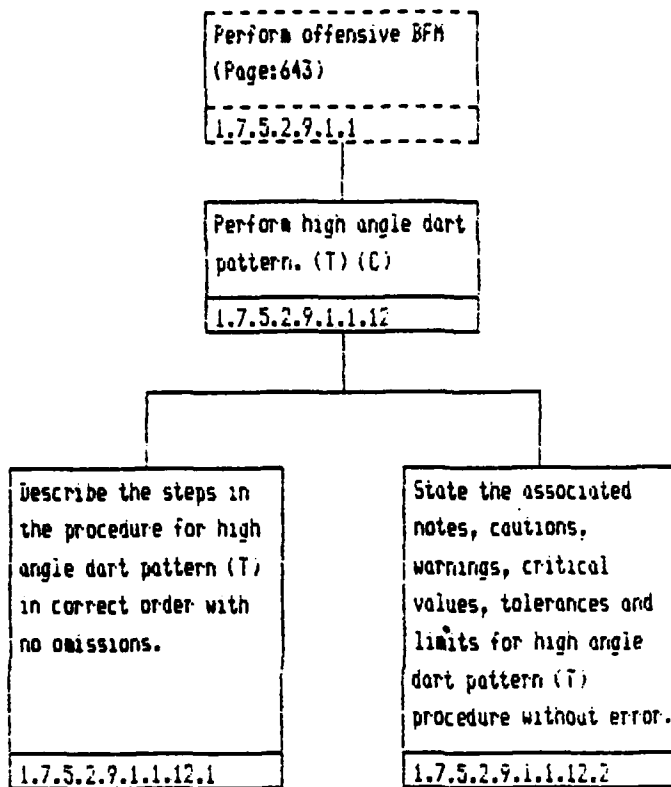 Perform offensive BFM
(Page:643)
1.7.5.2.9.1.1
Perform high angle dart
pattern. (T) (C)
1.7.5.2.9.1.1.12
Describe the steps in
the procedure for high
angle dart pattern (T)
in correct order with
no omissions.
1.7.5.2.9.1.1.12.1
State the associated
notes, cautions,
warnings, critical
values, tolerances and
limits for high angle
dart pattern (T)
procedure without error.
1.7.5.2.9.1.1.12.2